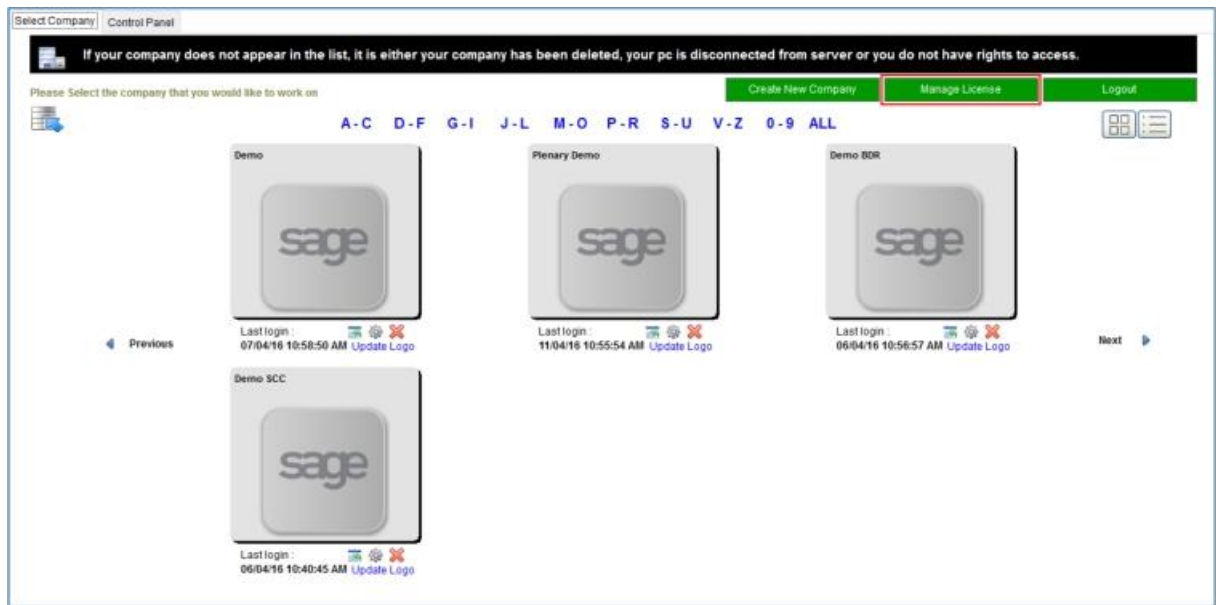 Select Company Control Panel
If your company does not appear in the list, it is either your company has been deleted, your pc is disconnected from server or you do not have rights to access.
Please Select the company that you would like to work on
Create New Company Manage License Logout
A - C D - F G - I J - L M - O P - R S - U V - Z 0 - 9 ALL
Demo Plenary Demo Demo BDR
sage sage sage
Last login : Last login : Last login :
07/04/16 10:58:50 AM Update Logo 11/04/16 10:55:54 AM Update Logo 06/04/16 10:56:57 AM Update Logo
Previous Next
Demo SCC
sage
Last login :
06/04/16 10:40:45 AM Update Logo